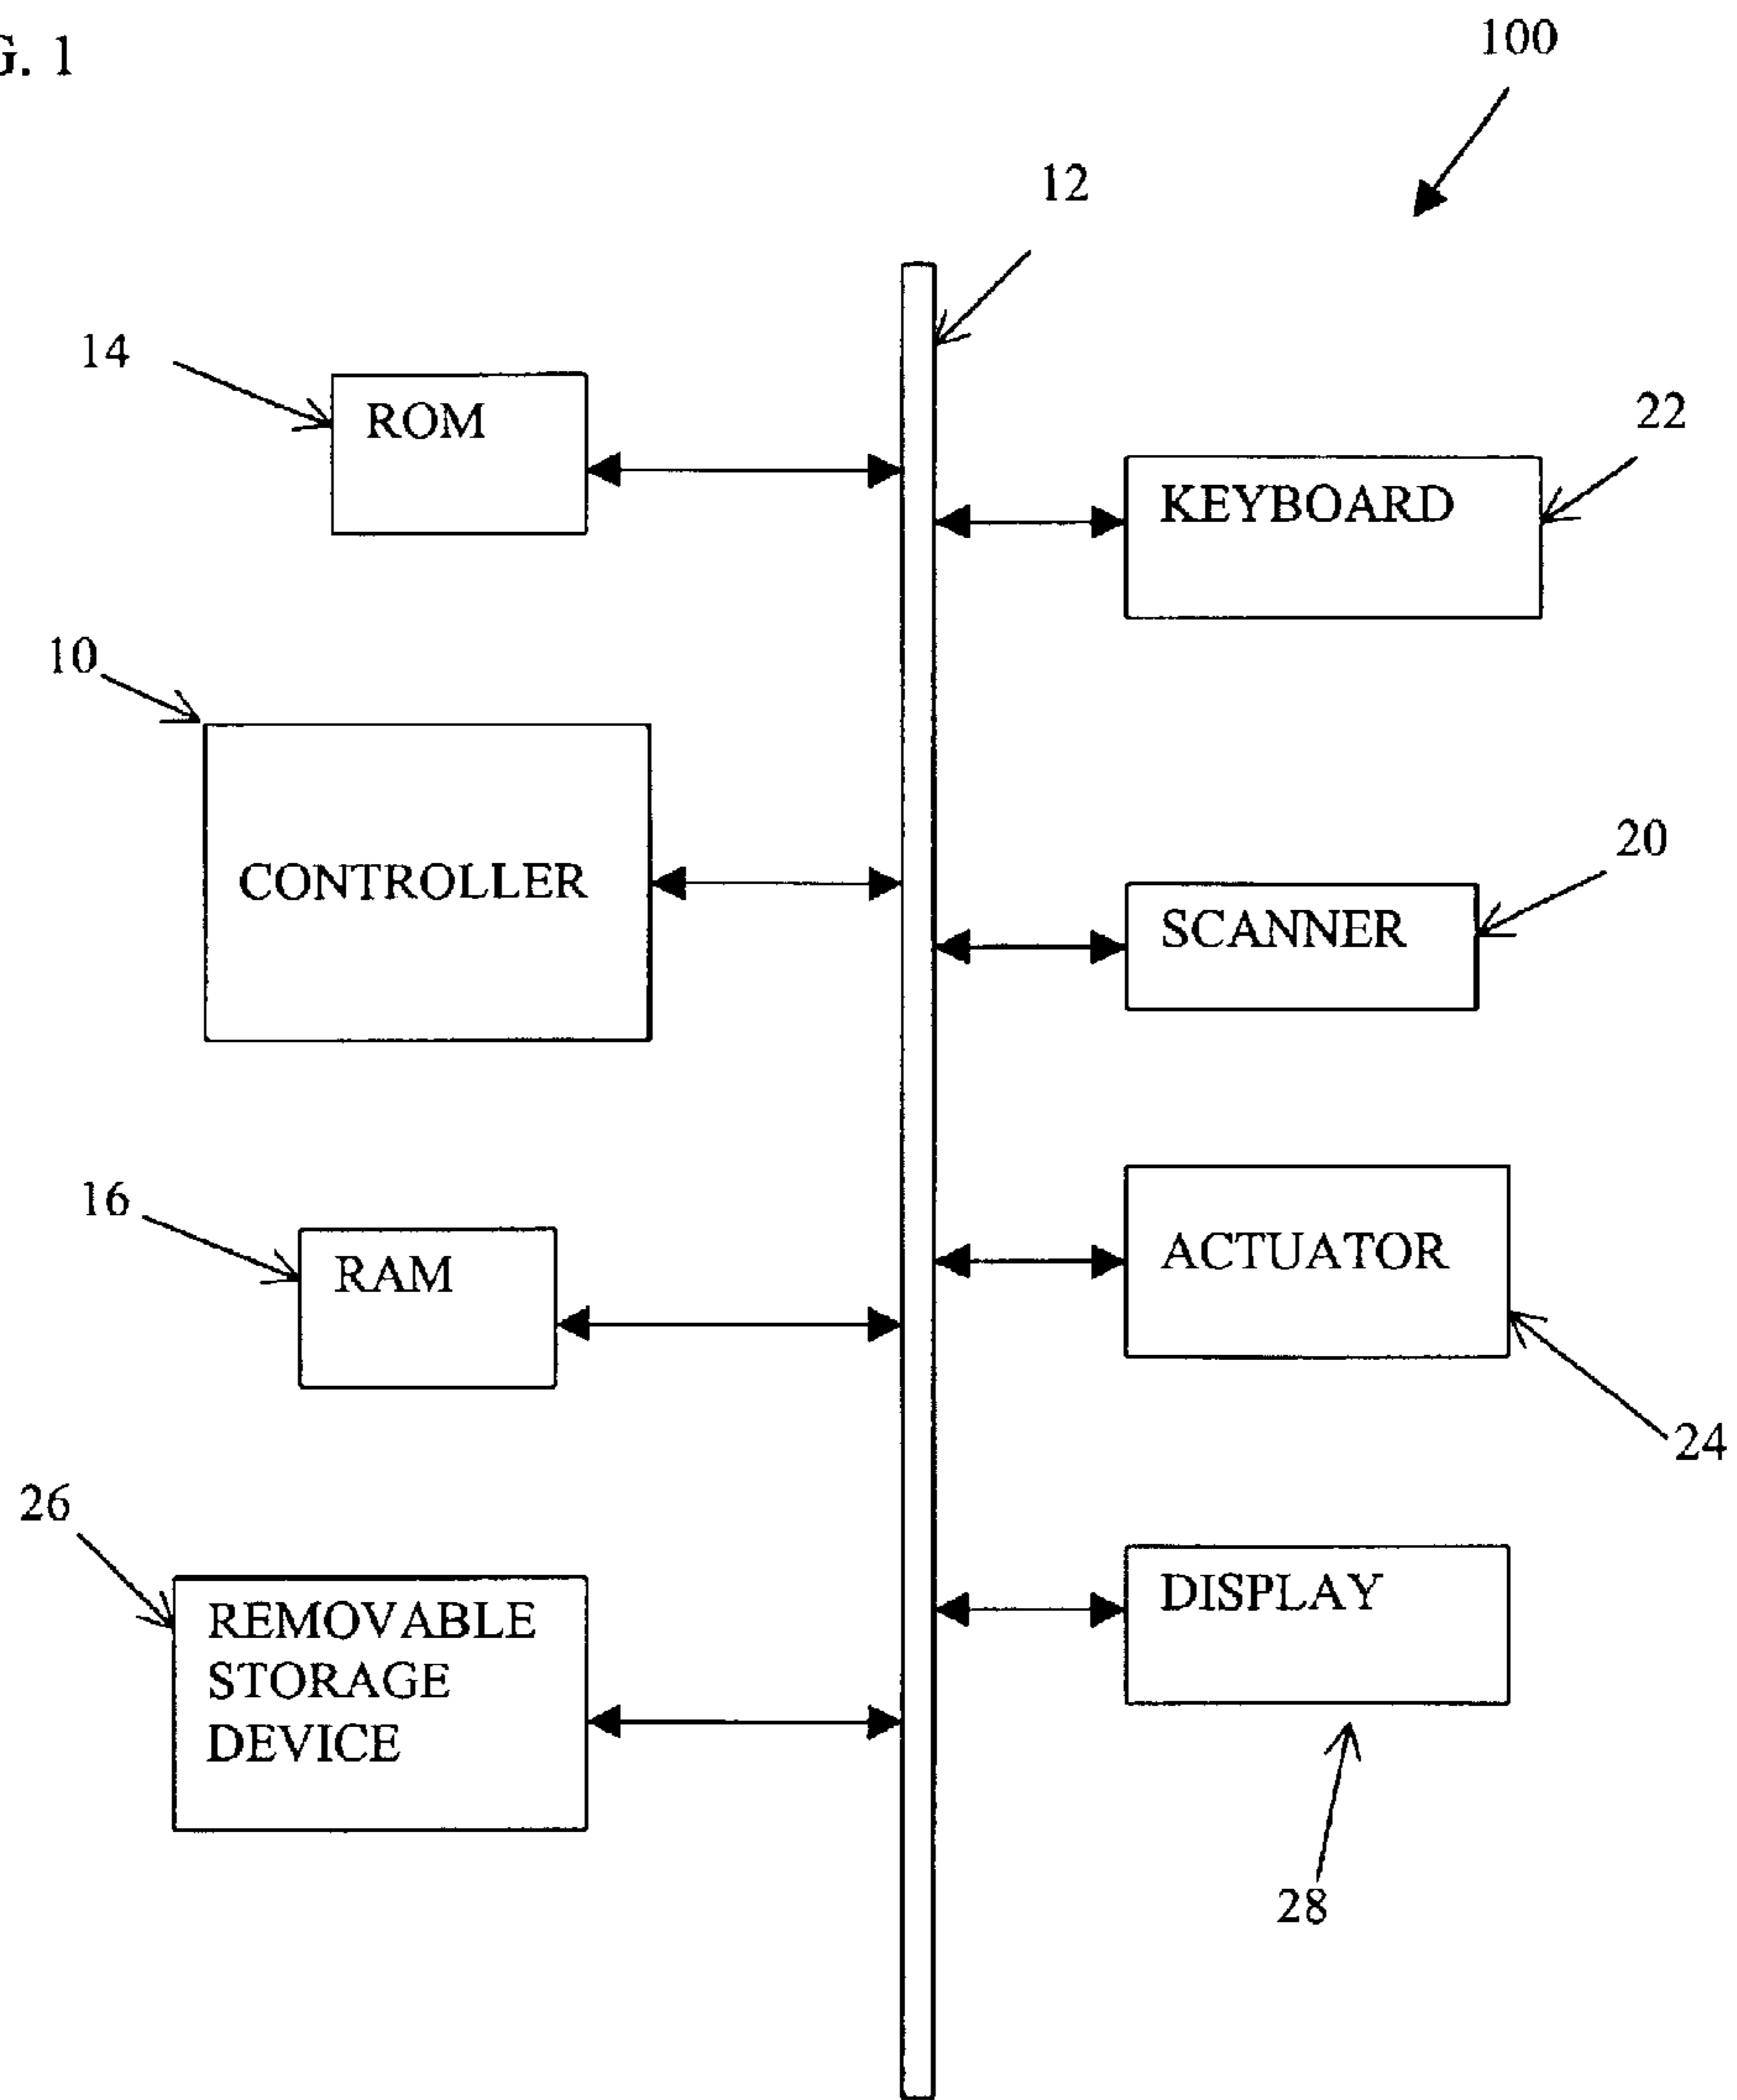 G. 1
100
12
14
ROM
22
KEYBOARD
10
CONTROLLER
20
SCANNER
16
RAM
ACTUATOR
24
26
REMOVABLE
STORAGE
DEVICE
DISPLAY
28